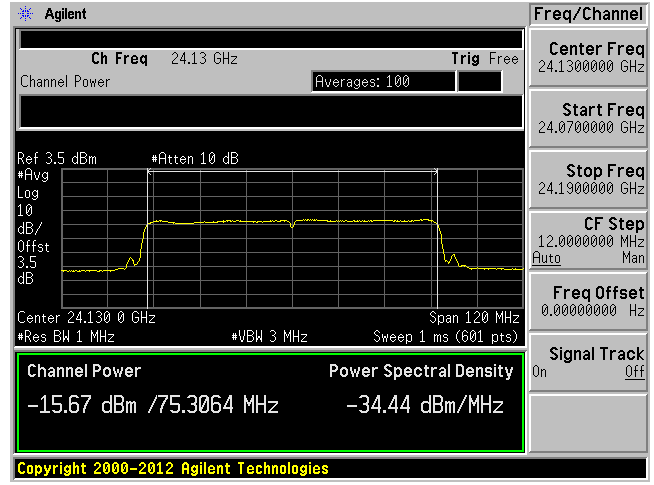 Agilent
Freq/Channel
Ch Freq 24.13 GHz Trig Free
Channel Power Averages: 100
Center Freq
24.1300000 GHz
Start Freq
24.0700000 GHz
Stop Freq
24.1900000 GHz
CF Step
12.0000000 MHz
Auto Man
Freq Offset
0.00000000 Hz
Signal Track
On Off
Ref 3.5 dBm #Atten 10 dB
#Avg
Log
10
dB/
Offst
3.5
dB
Center 24.130 0 GHz Span 120 MHz
#Res BW 1 MHz #VBW 3 MHz Sweep 1 ms (601 pts)
Channel Power Power Spectral Density
-15.67 dBm /75.3064 MHz -34.44 dBm/MHz
Copyright 2000-2012 Agilent Technologies